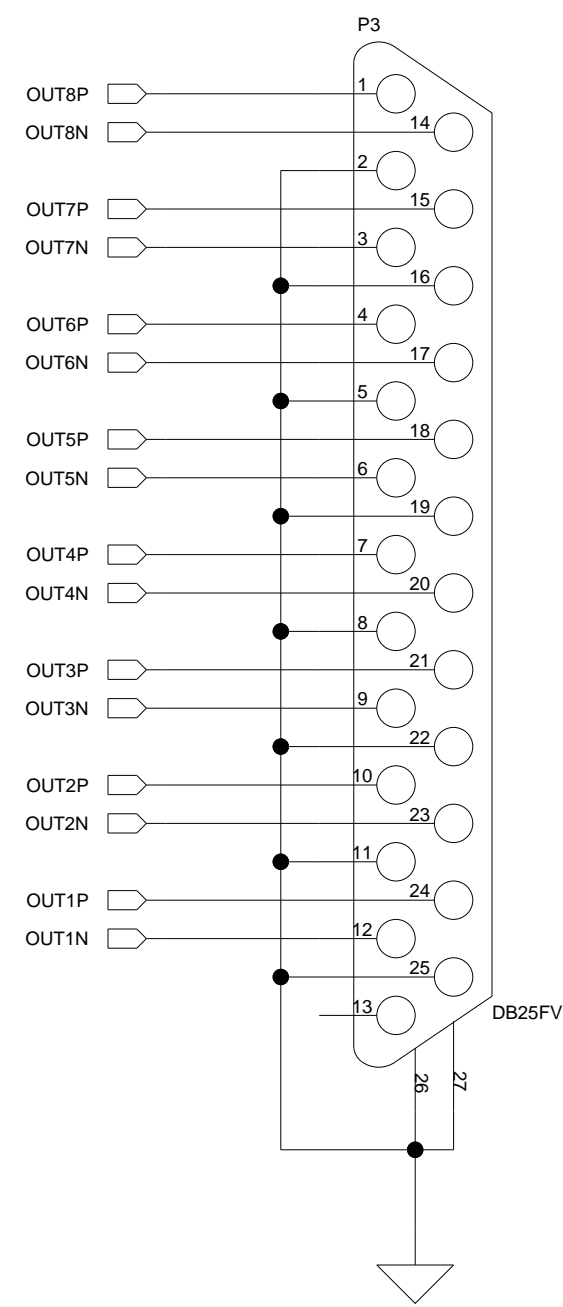 P3
OUT8P 1
OUT8N 14
2
OUT7P 15
OUT7N 3
16
OUT6P 4
OUT6N 17
5
OUT5P 18
OUT5N 6
19
OUT4P 7
OUT4N 20
8
OUT3P 21
OUT3N 9
22
OUT2P 10
OUT2N 23
11
OUT1P 24
OUT1N 12
25
13
DB25FV
26
27